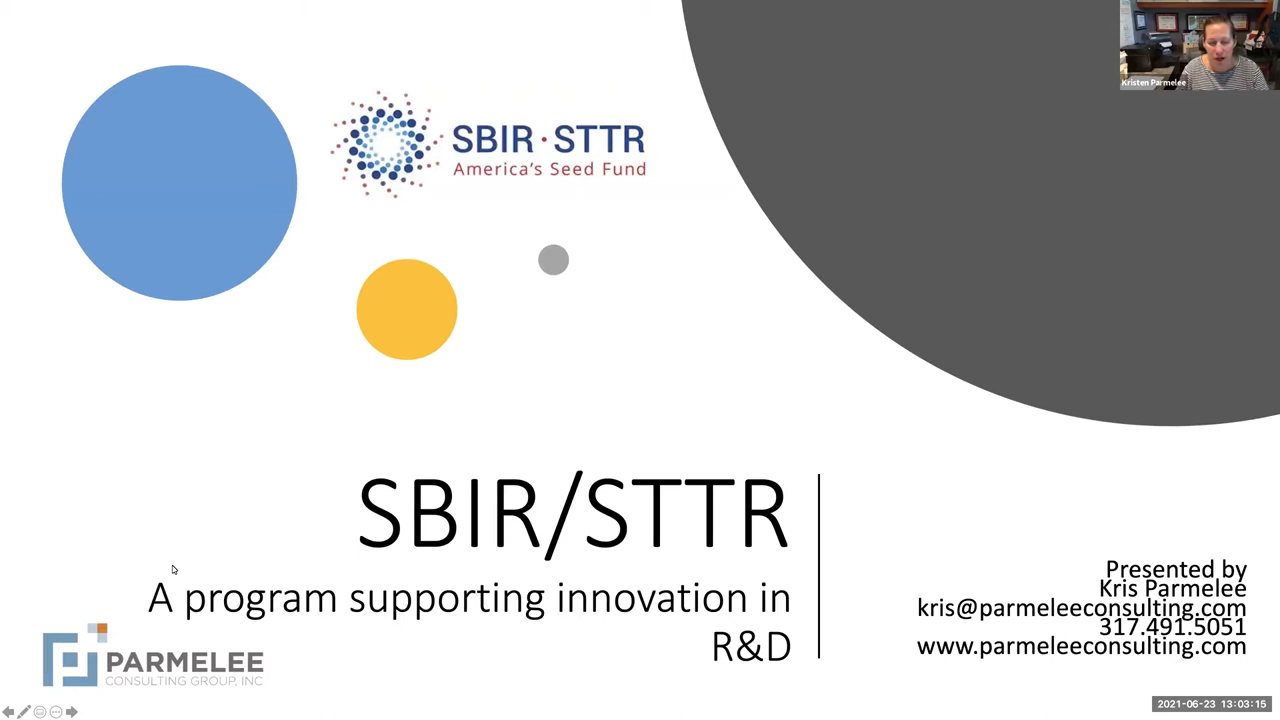 Kristen Parmelee
SBIR·STTR
America's Seed Fund
SBIR/STTR
A program supporting innovation in
R&D
Presented by
Kris Parmelee
kris@parmeleeconsulting.com
317.491.5051
www.parmeleeconsulting.com
PARMELEE
CONSULTING GROUP, INC
2021-06-23 13:03:15